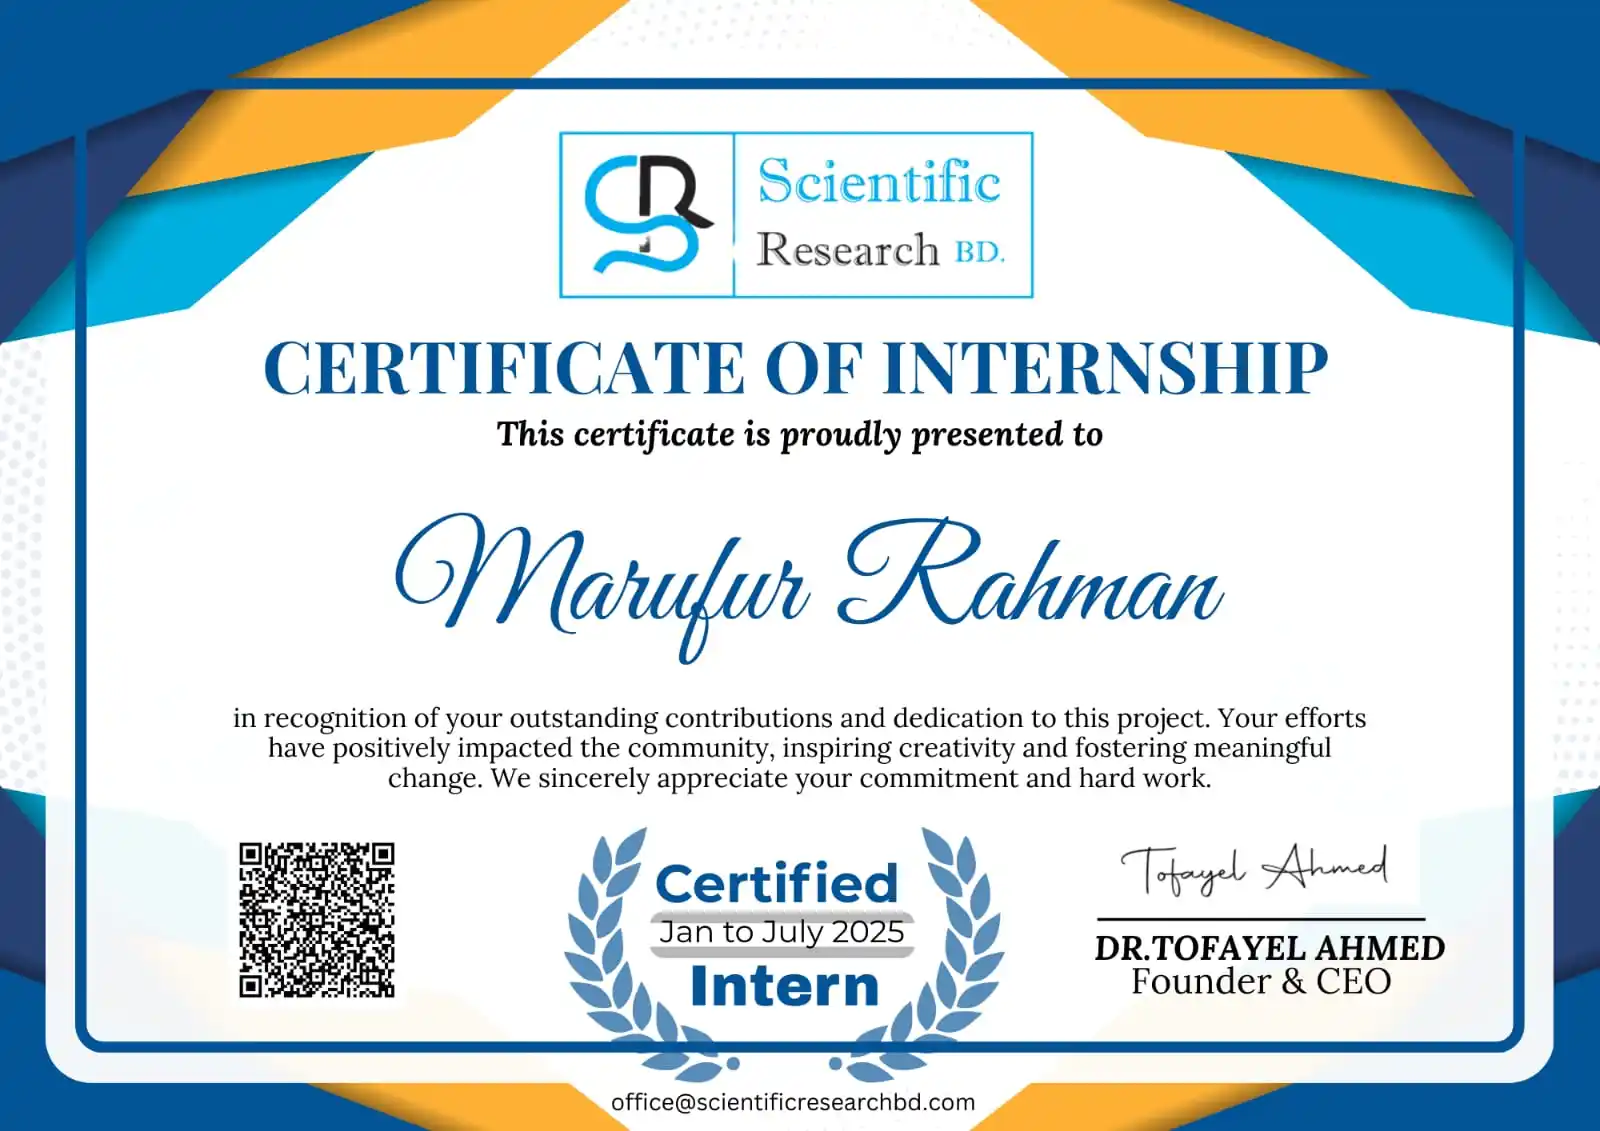 SR
Scientific
Research BD.
CERTIFICATE OF INTERNSHIP
This certificate is proudly presented to
Marufur Rahman
in recognition of your outstanding contributions and dedication to this project. Your efforts
have positively impacted the community, inspiring creativity and fostering meaningful
change. We sincerely appreciate your commitment and hard work.
Certified
Jan to July 2025
Intern
Tofayel Ahmed
DR.TOFAYEL AHMED
Founder & CEO
office@scientificresearchbd.com